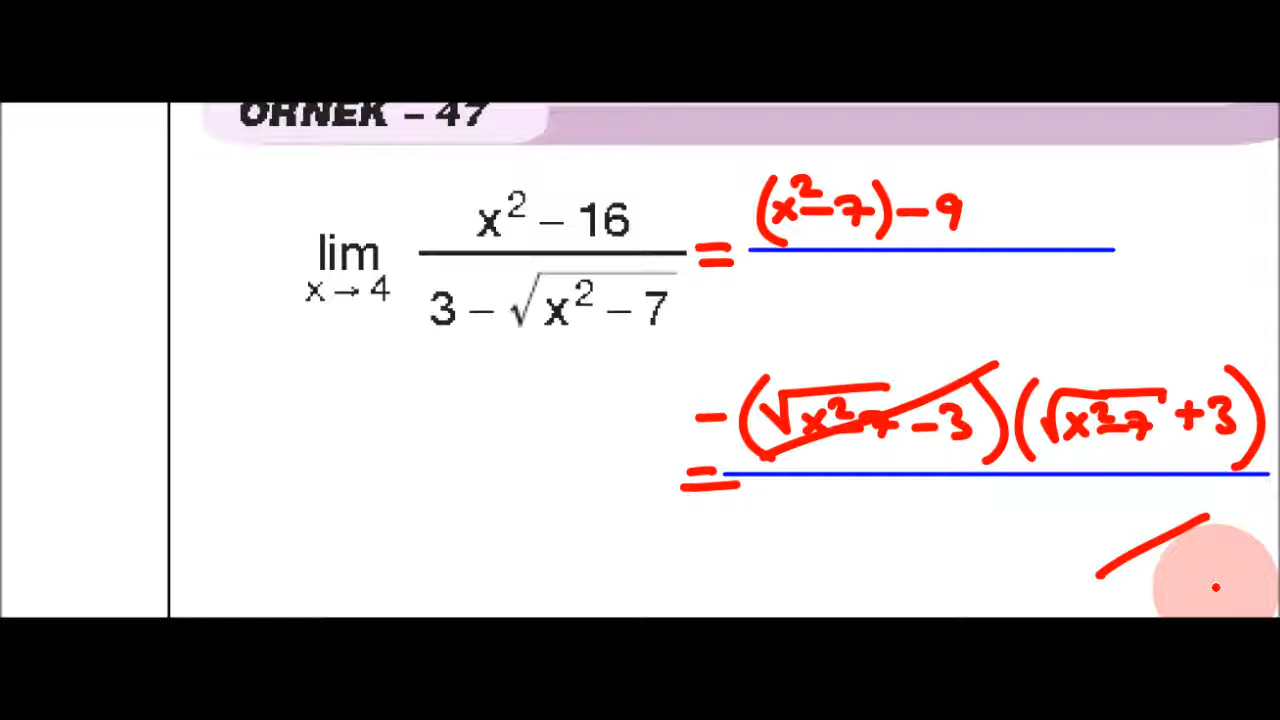 ÖRNEK – 47
lim x→4 (x² – 16) / (3 – √(x² – 7)) = (x² – 7) – 9
= – (√(x² – 7) – 3)(√(x² – 7) + 3)